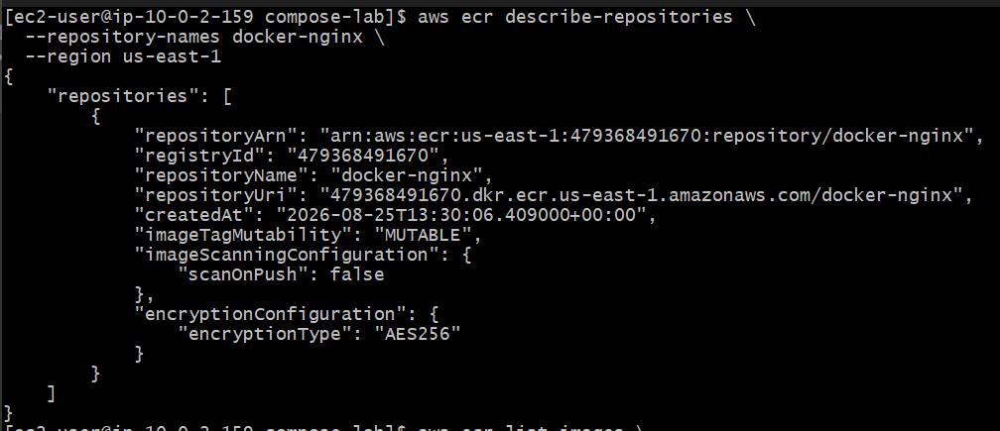 [ec2-user@ip-10-0-2-159 compose-lab]$ aws ecr describe-repositories \
  --repository-names docker-nginx \
  --region us-east-1
{
    "repositories": [
        {
            "repositoryArn": "arn:aws:ecr:us-east-1:479368491670:repository/docker-nginx",
            "registryId": "479368491670",
            "repositoryName": "docker-nginx",
            "repositoryUri": "479368491670.dkr.ecr.us-east-1.amazonaws.com/docker-nginx",
            "createdAt": "2026-08-25T13:30:06.409000+00:00",
            "imageTagMutability": "MUTABLE",
            "imageScanningConfiguration": {
                "scanOnPush": false
            },
            "encryptionConfiguration": {
                "encryptionType": "AES256"
            }
        }
    ]
}
[ec2-user@ip-10-0-2-159 compose-lab]$ aws ecr list-images \